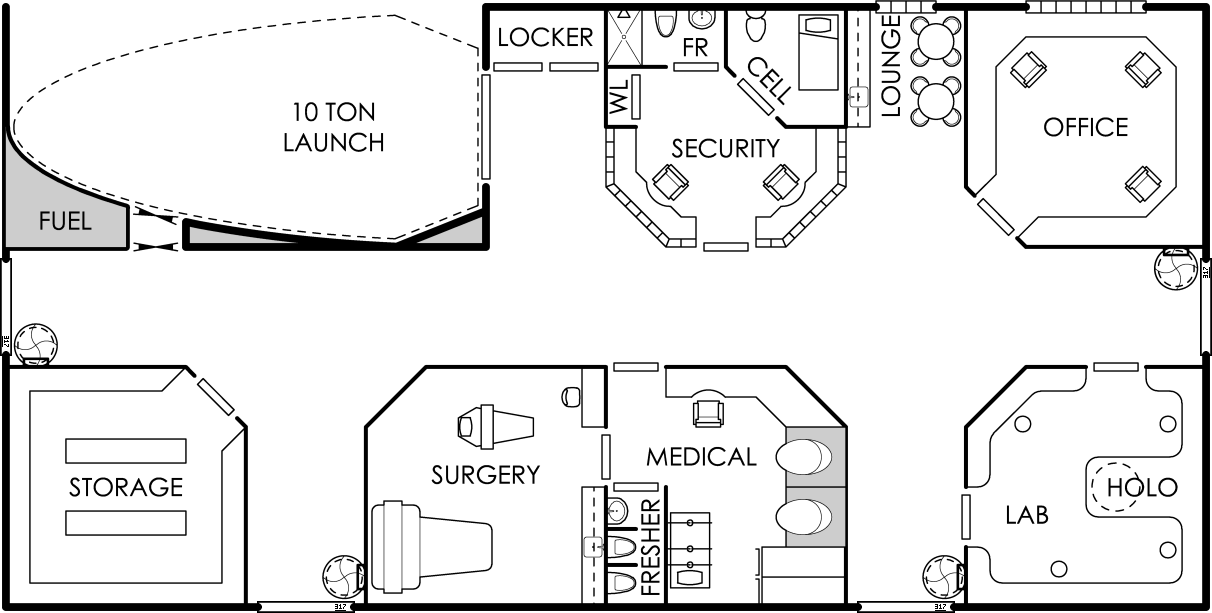 LOCKER
FR
CELL
LOUNGE
WL
10 TON
LAUNCH
SECURITY
OFFICE
FUEL
317
317
STORAGE
SURGERY
MEDICAL
HOLO
LAB
FRESHER
317
317